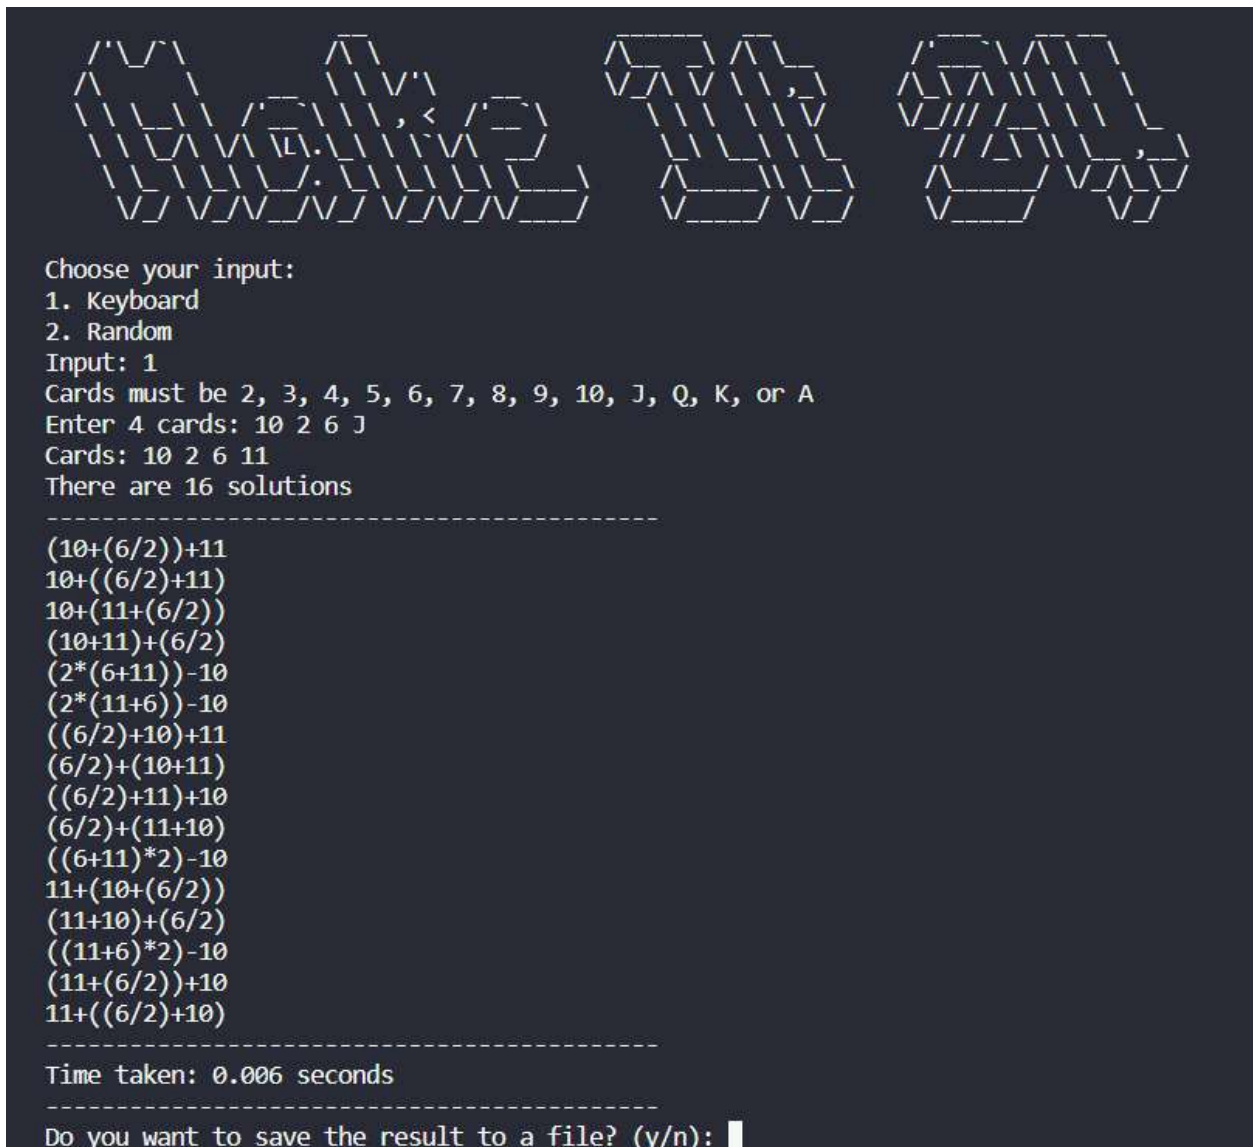 Make It 24
Choose your input:
1. Keyboard
2. Random
Input: 1
Cards must be 2, 3, 4, 5, 6, 7, 8, 9, 10, J, Q, K, or A
Enter 4 cards: 10 2 6 J
Cards: 10 2 6 11
There are 16 solutions
--------------------------------------------
(10+(6/2))+11
10+((6/2)+11)
10+(11+(6/2))
(10+11)+(6/2)
(2*(6+11))-10
(2*(11+6))-10
((6/2)+10)+11
(6/2)+(10+11)
((6/2)+11)+10
(6/2)+(11+10)
((6+11)*2)-10
11+(10+(6/2))
(11+10)+(6/2)
((11+6)*2)-10
(11+(6/2))+10
11+((6/2)+10)
--------------------------------------------
Time taken: 0.006 seconds
--------------------------------------------
Do you want to save the result to a file? (y/n):